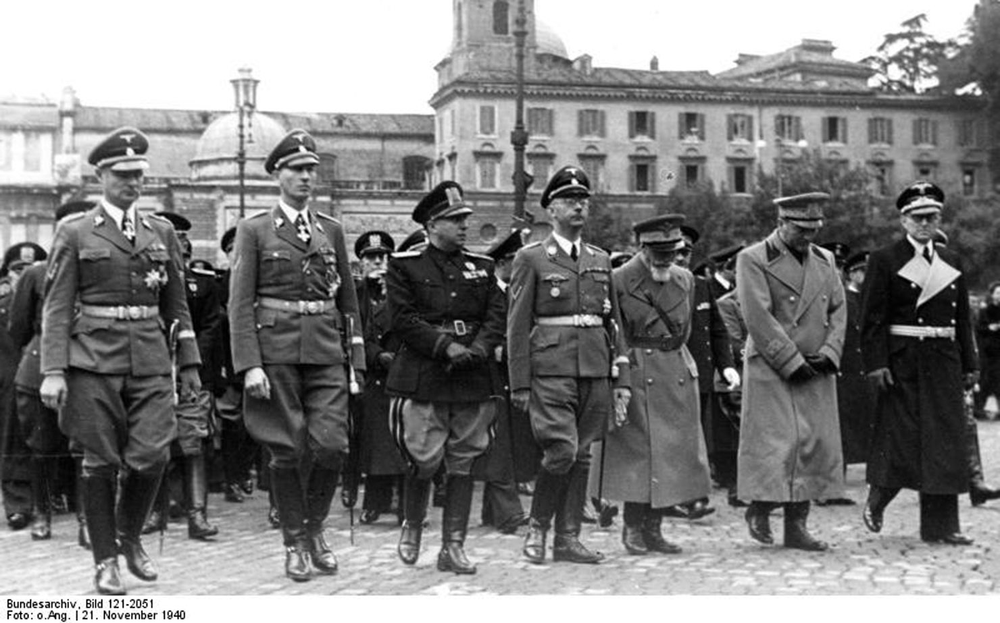 Bundesarchiv, Bild 121-2051
Foto: o.Ang. | 21. November 1940